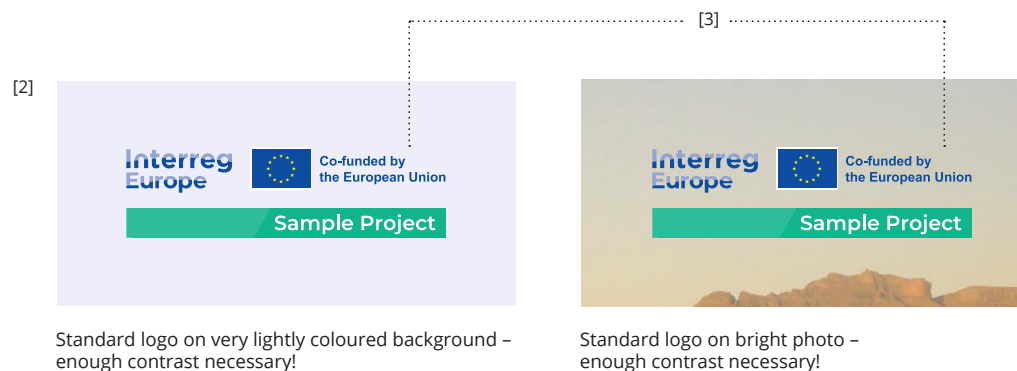 [3]
[2]
Interreg
Europe
Co-funded by
the European Union
Sample Project
Interreg
Europe
Co-funded by
the European Union
Sample Project
Standard logo on very lightly coloured background –
enough contrast necessary!
Standard logo on bright photo –
enough contrast necessary!